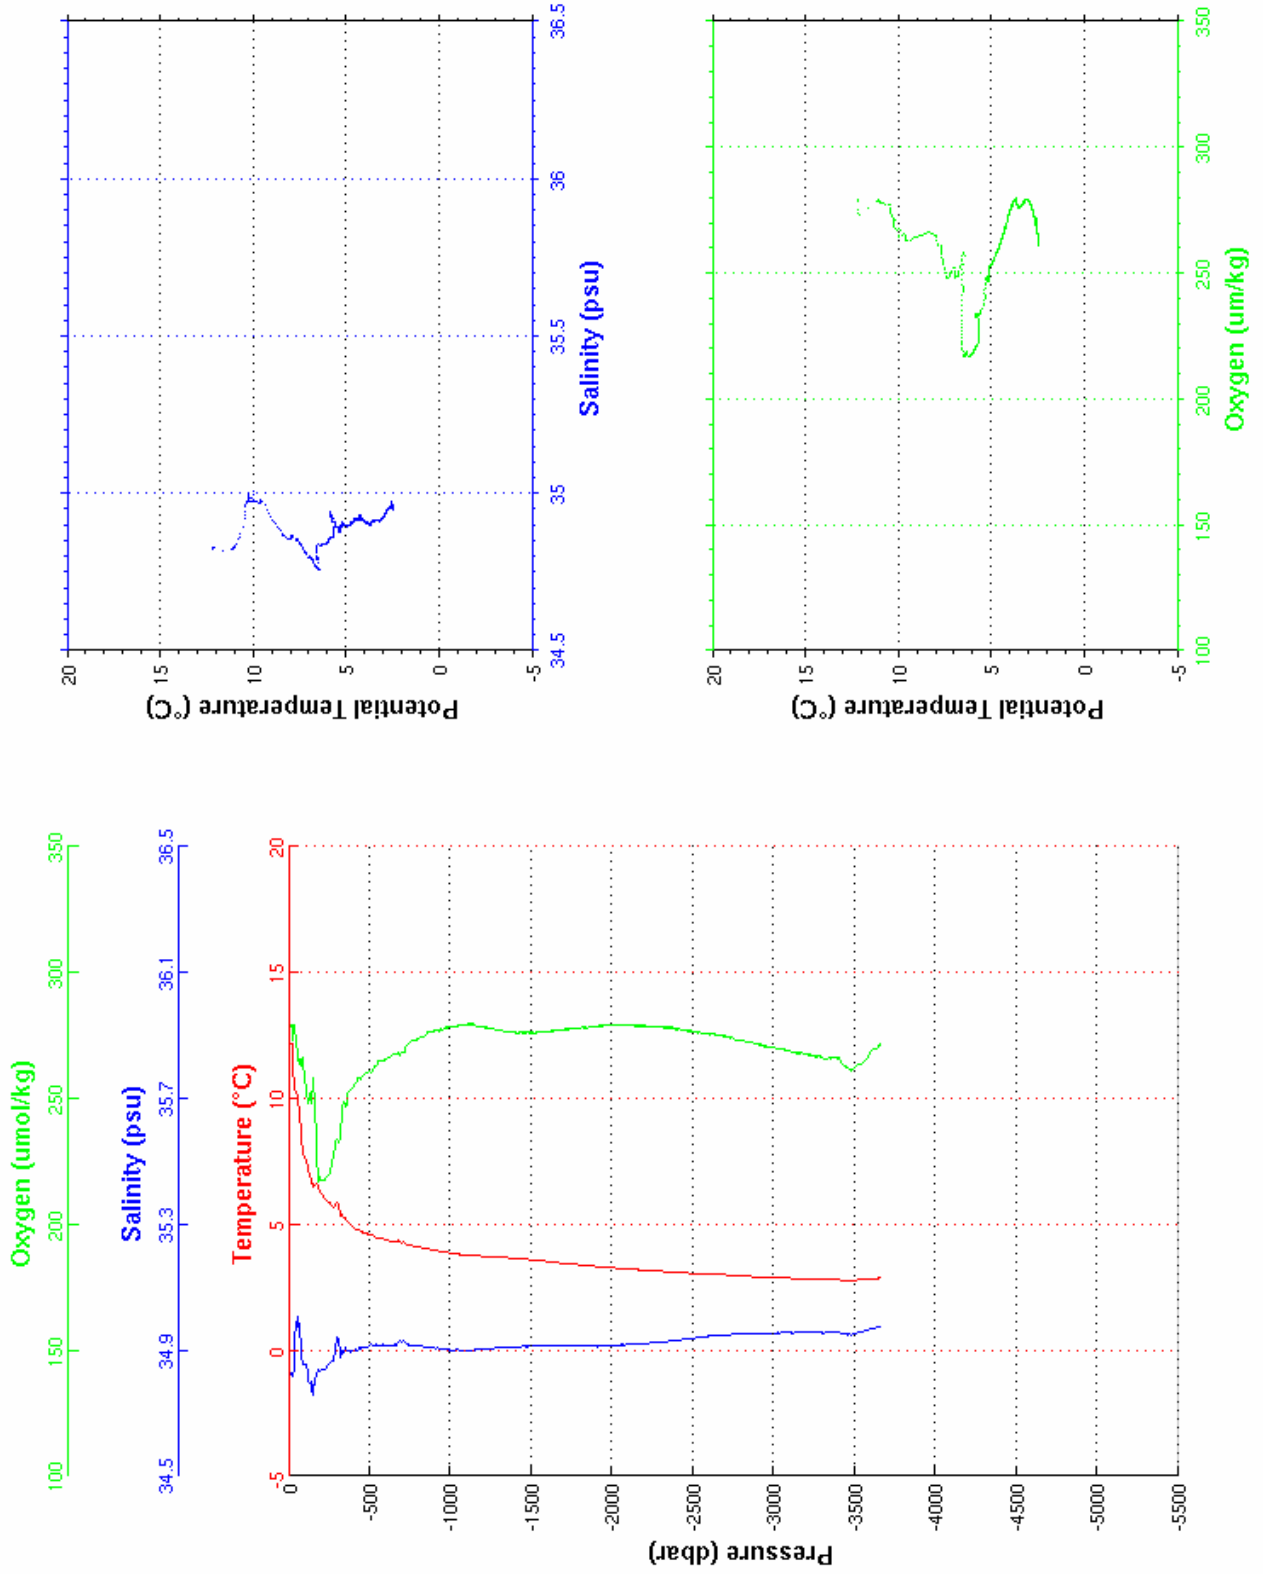 Oxygen (umol/kg)
100 150 200 250 300 350
Salinity (psu)
34.5 34.9 35.3 35.7 36.1 36.5
Temperature (°C)
-5 0 5 10 15 20
Pressure (dbar)
0
-500
-1000
-1500
-2000
-2500
-3000
-3500
-4000
-4500
-5000
-5500
Potential Temperature (°C)
20
15
10
5
0
-5
34.5 35 35.5 36 36.5
Salinity (psu)
Potential Temperature (°C)
20
15
10
5
0
-5
100 150 200 250 300 350
Oxygen (um/kg)